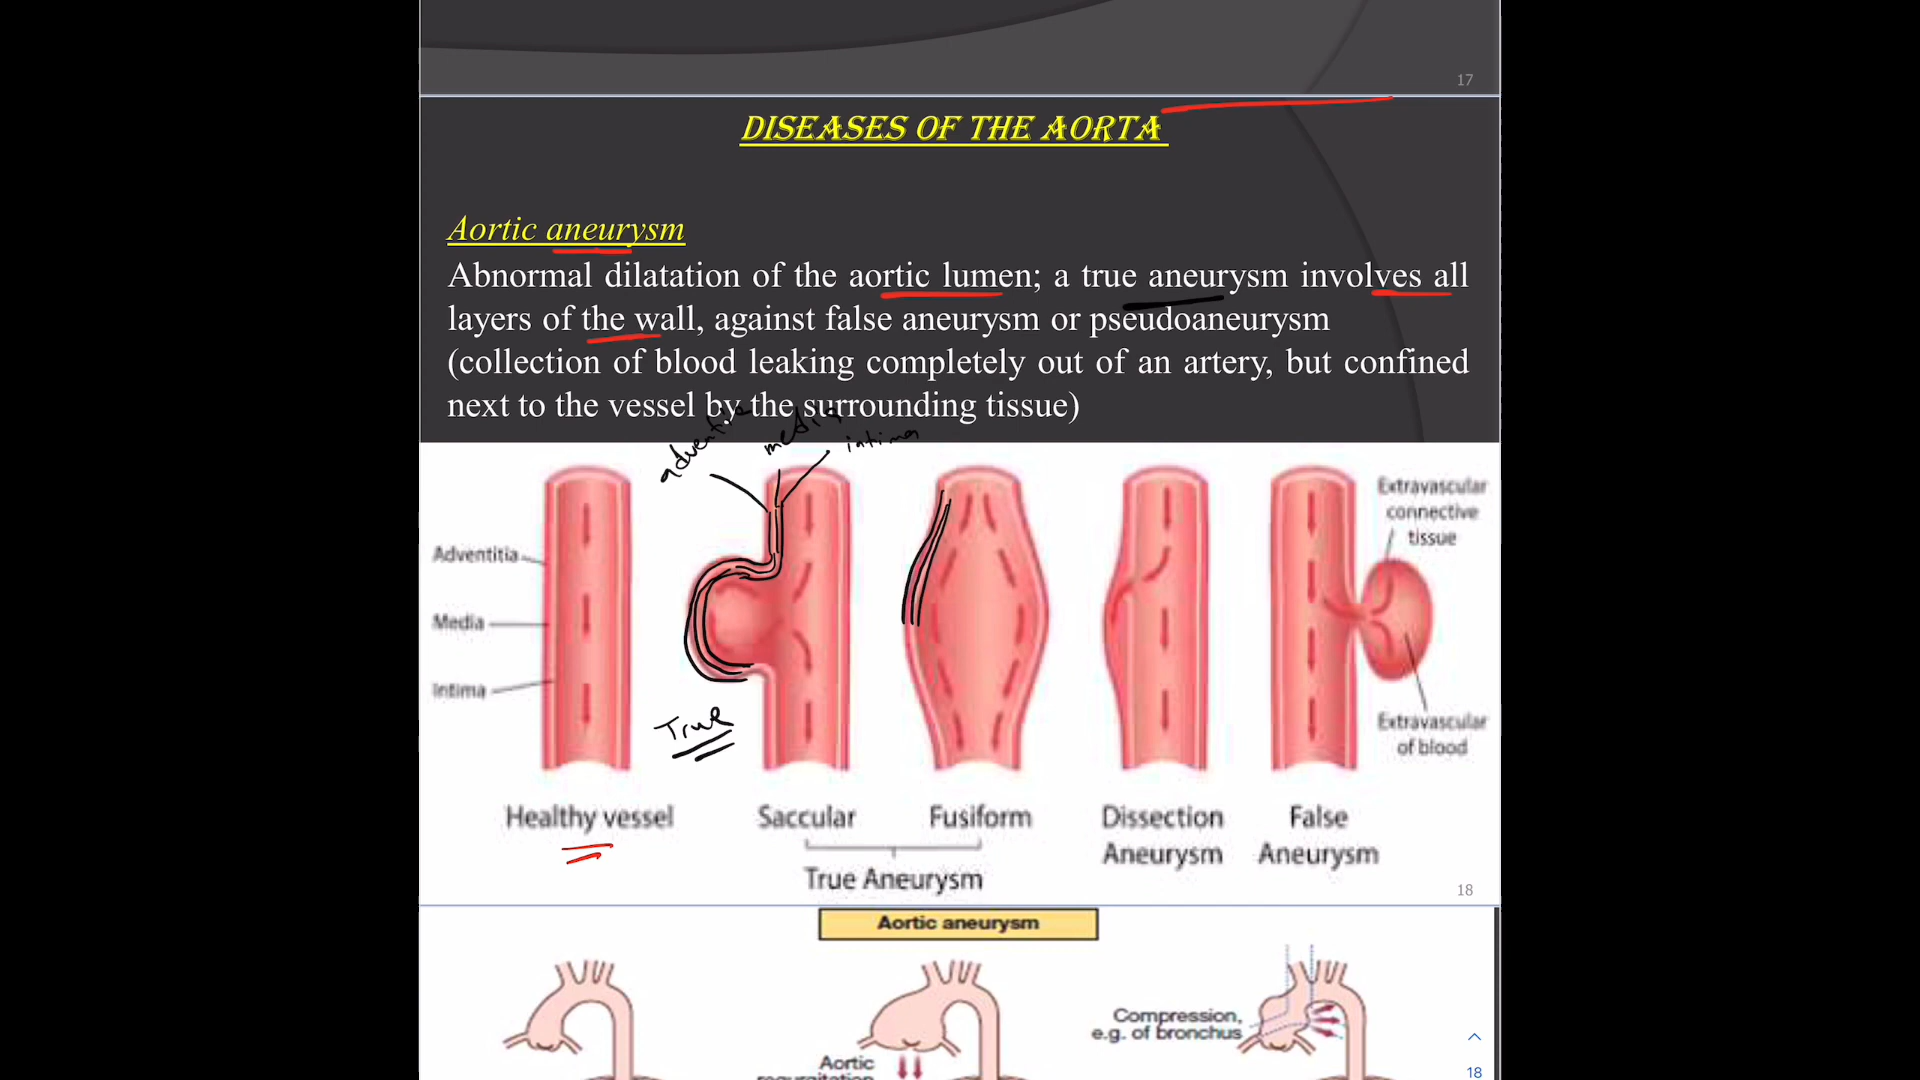 17
DISEASES OF THE AORTA
Aortic aneurysm
Abnormal dilatation of the aortic lumen; a true aneurysm involves all
layers of the wall, against false aneurysm or pseudoaneurysm
(collection of blood leaking completely out of an artery, but confined
next to the vessel by the surrounding tissue)
media
intima
Adventitia
Media
Intima
True
Extravascular
connective
tissue
Extravascular
of blood
Healthy vessel
Saccular
Fusiform
Dissection
Aneurysm
False
Aneurysm
True Aneurysm
18
Aortic aneurysm
Compression,
e.g. of bronchus
Aortic
18